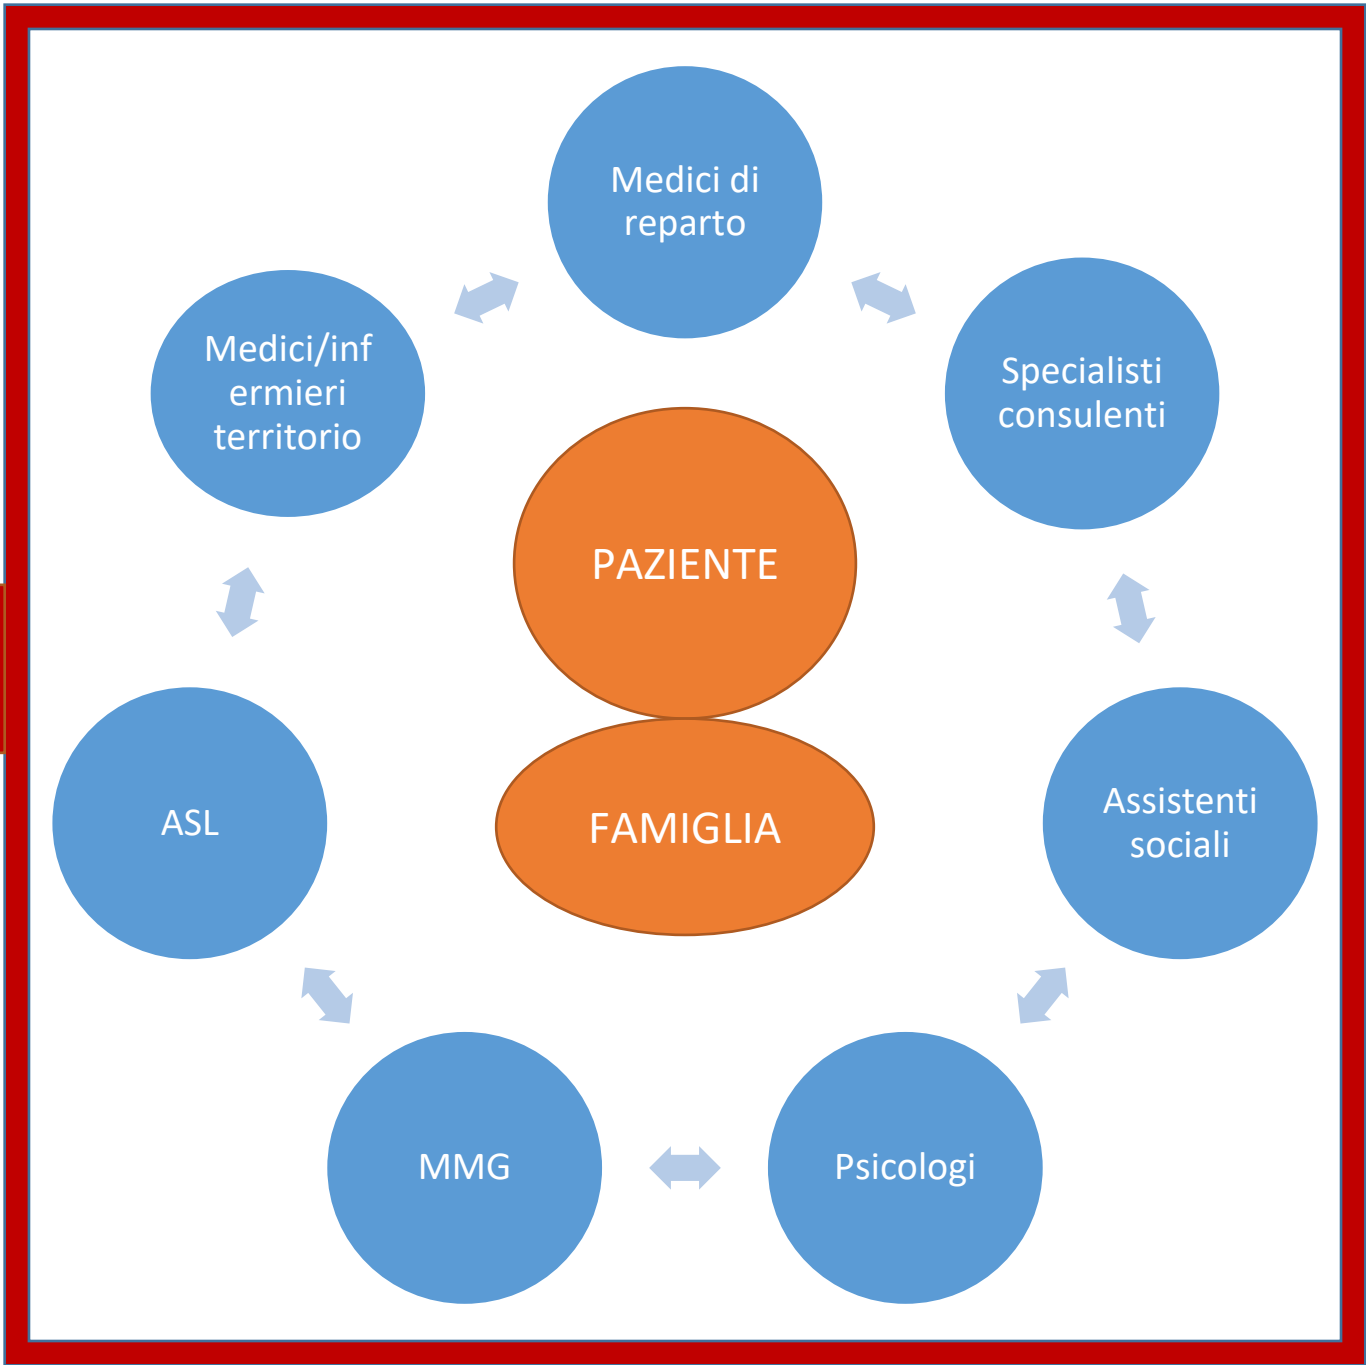 Medici di
reparto
Specialisti
consulenti
Assistenti
sociali
Psicologi
MMG
ASL
Medici/inf
ermieri
territorio
PAZIENTE
FAMIGLIA